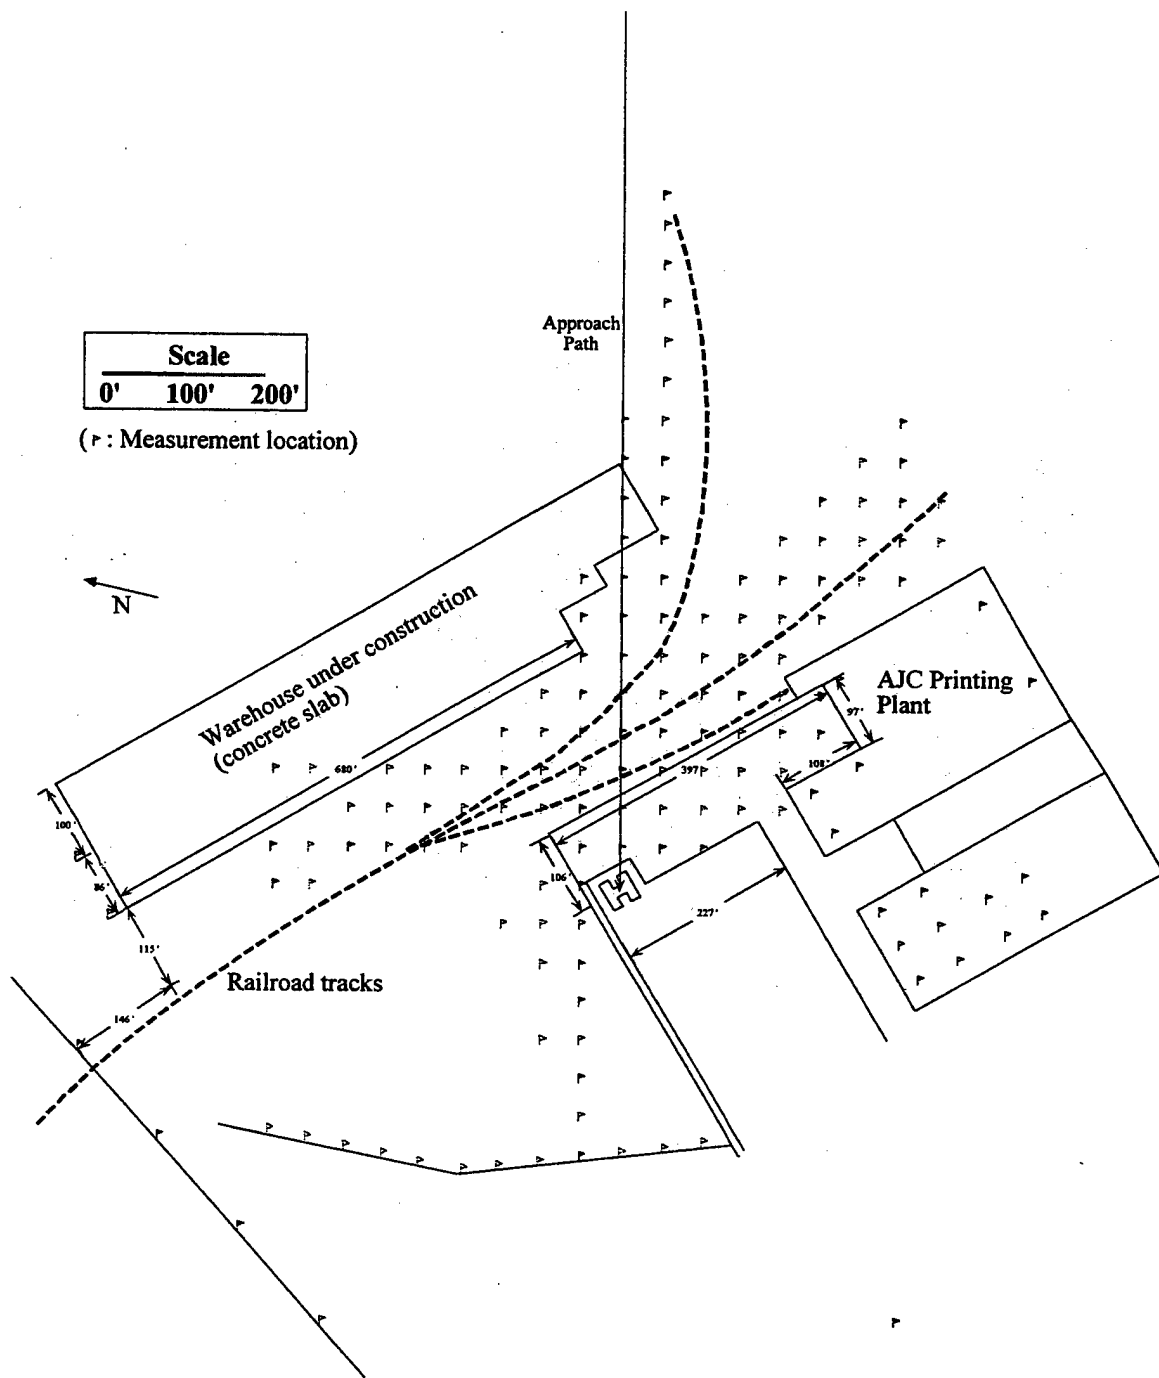 Approach
Path
Scale
0' 100' 200'
( : Measurement location)
N
Warehouse under construction
(concrete slab)
AJC Printing
Plant
97'
680'
397'
108'
100'
86'
106'
227'
115'
Railroad tracks
146'
H